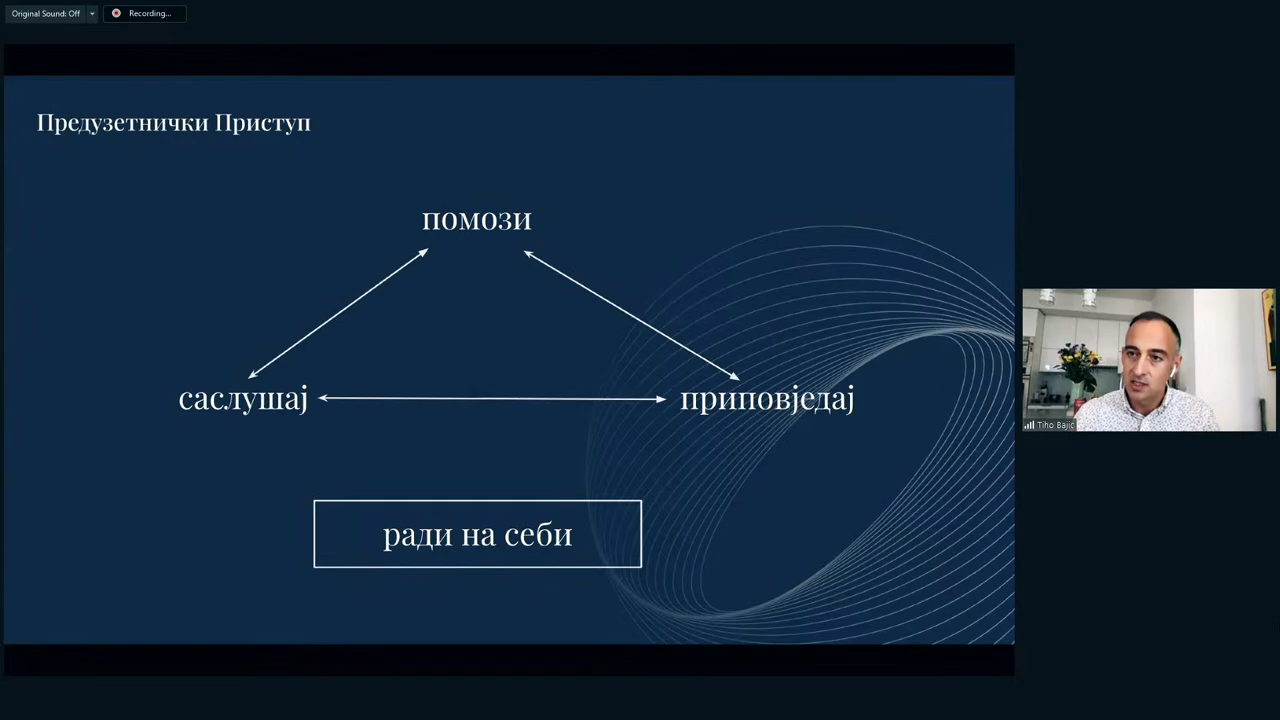 Original Sound: Off
Recording...
Предузетнички Приступ
помози
саслушај
приповједај
ради на себи
Tiho Bajić